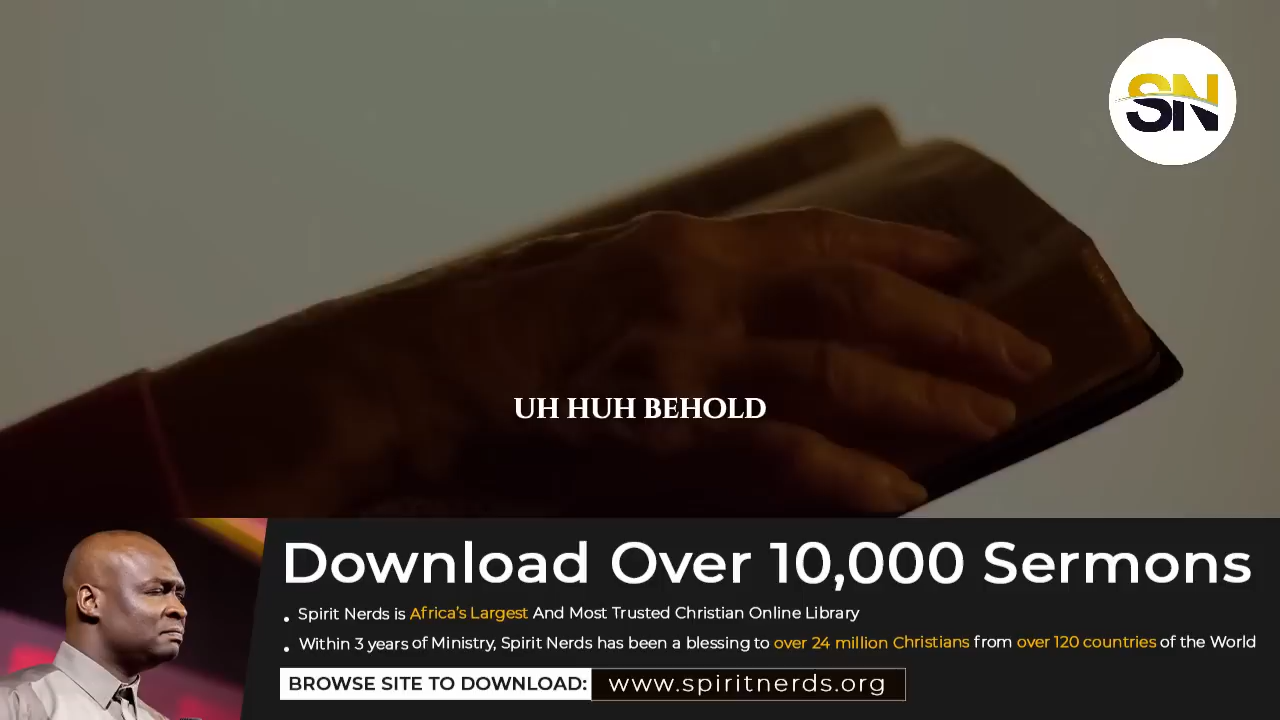 SN
UH HUH BEHOLD
Download Over 10,000 Sermons
• Spirit Nerds is Africa's Largest And Most Trusted Christian Online Library
• Within 3 years of Ministry, Spirit Nerds has been a blessing to over 24 million Christians from over 120 countries of the World
BROWSE SITE TO DOWNLOAD: www.spiritnerds.org